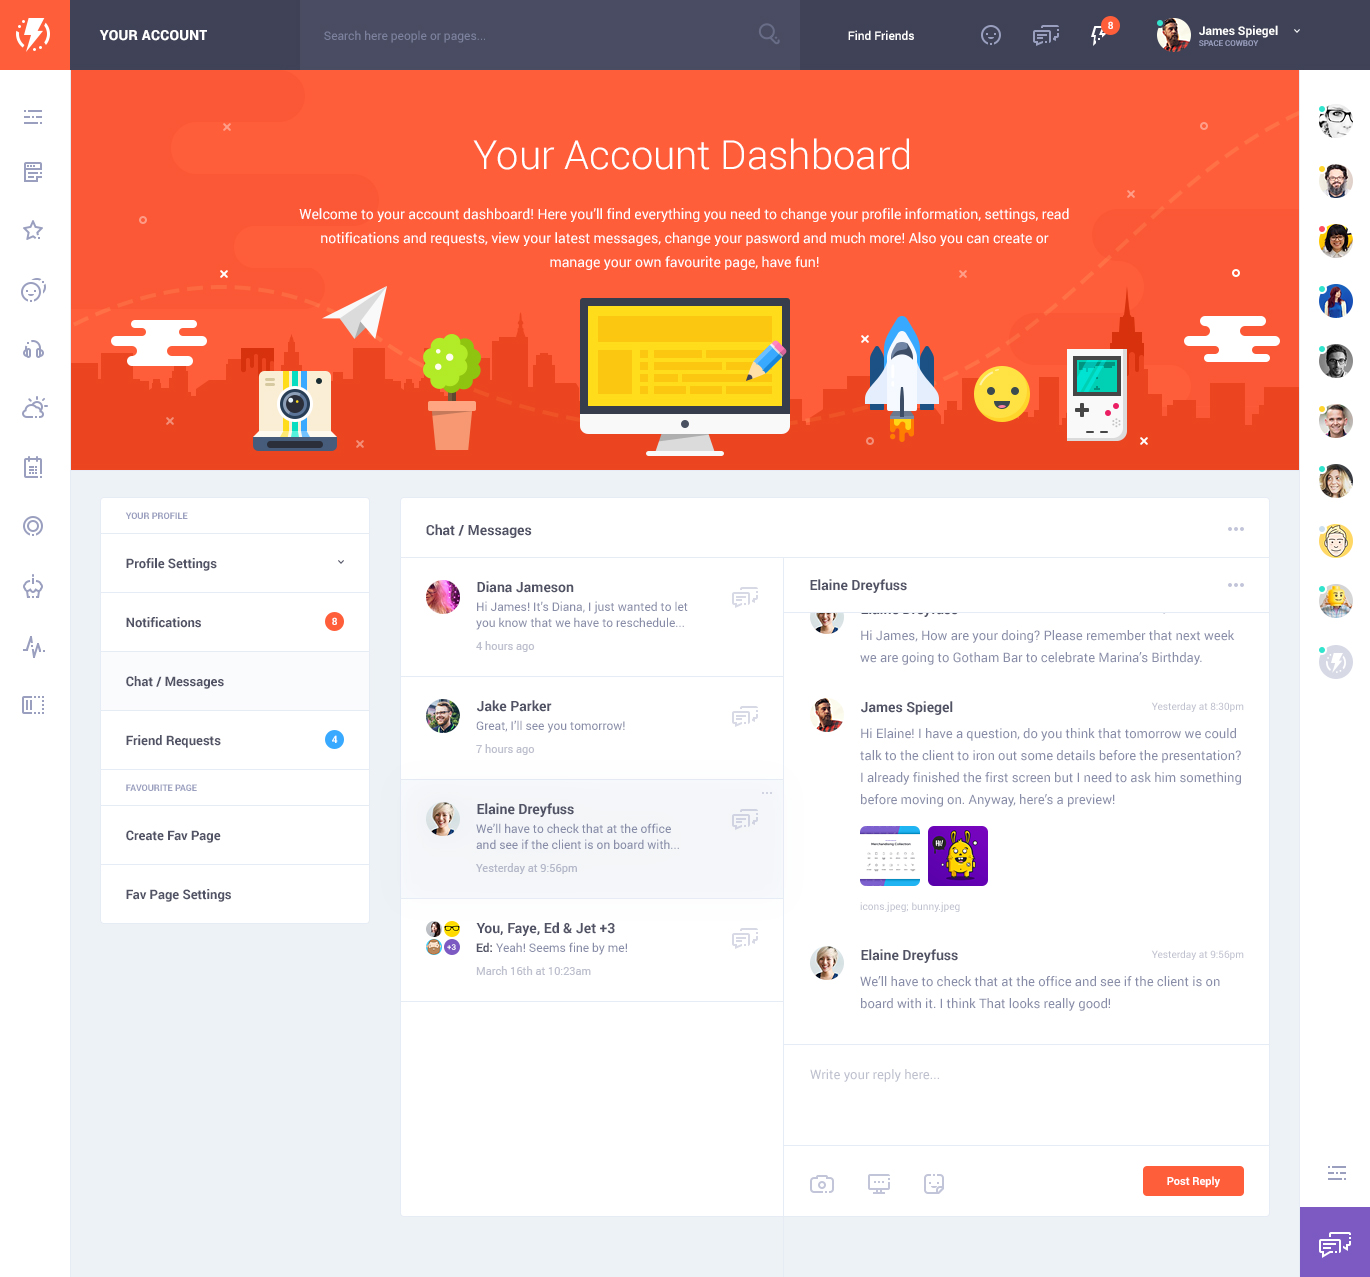 YOUR ACCOUNT
Search here people or pages...
Find Friends
8
James Spiegel
SPACE COWBOY
Your Account Dashboard
Welcome to your account dashboard! Here you'll find everything you need to change your profile information, settings, read
notifications and requests, view your latest messages, change your pasword and much more! Also you can create or
manage your own favourite page, have fun!
YOUR PROFILE
Profile Settings
Notifications
8
Chat / Messages
Friend Requests
4
FAVOURITE PAGE
Create Fav Page
Fav Page Settings
Chat / Messages
Diana Jameson
Hi James! It's Diana, I just wanted to let
you know that we have to reschedule...
4 hours ago
Jake Parker
Great, I'll see you tomorrow!
7 hours ago
Elaine Dreyfuss
We'll have to check that at the office
and see if the client is on board with...
Yesterday at 9:56pm
+3
You, Faye, Ed & Jet +3
Ed: Yeah! Seems fine by me!
March 16th at 10:23am
Elaine Dreyfuss
Elaine Dreyfuss
Hi James, How are your doing? Please remember that next week
we are going to Gotham Bar to celebrate Marina's Birthday.
James Spiegel
Yesterday at 8:30pm
Hi Elaine! I have a question, do you think that tomorrow we could
talk to the client to iron out some details before the presentation?
I already finished the first screen but I need to ask him something
before moving on. Anyway, here's a preview!
Merchandising Collection
Hi!
icons.jpeg; bunny.jpeg
Elaine Dreyfuss
Yesterday at 9:56pm
We'll have to check that at the office and see if the client is on
board with it. I think That looks really good!
Write your reply here...
Post Reply